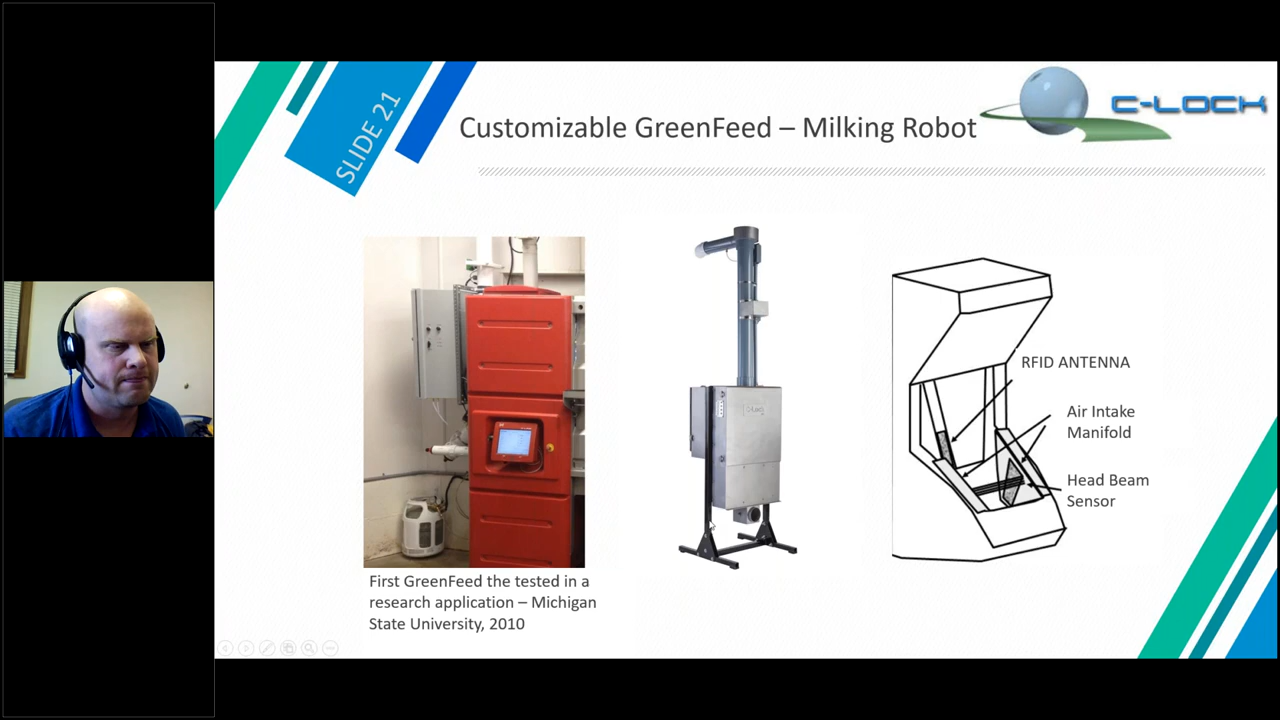 SLIDE 21
Customizable GreenFeed – Milking Robot
C-LOCK
RFID ANTENNA
Air Intake
Manifold
Head Beam
Sensor
First GreenFeed the tested in a
research application – Michigan
State University, 2010